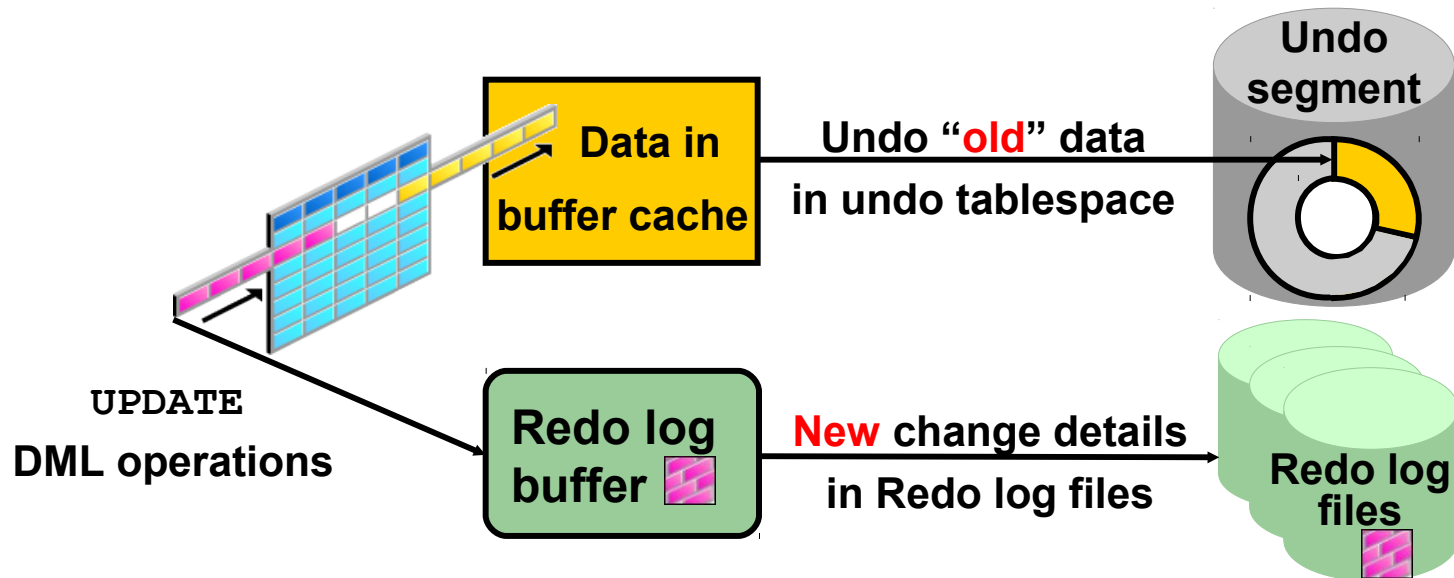 Undo
segment
Data in
buffer cache
Undo “old” data
in undo tablespace
UPDATE
DML operations
Redo log
buffer
New change details
in Redo log files
Redo log
files